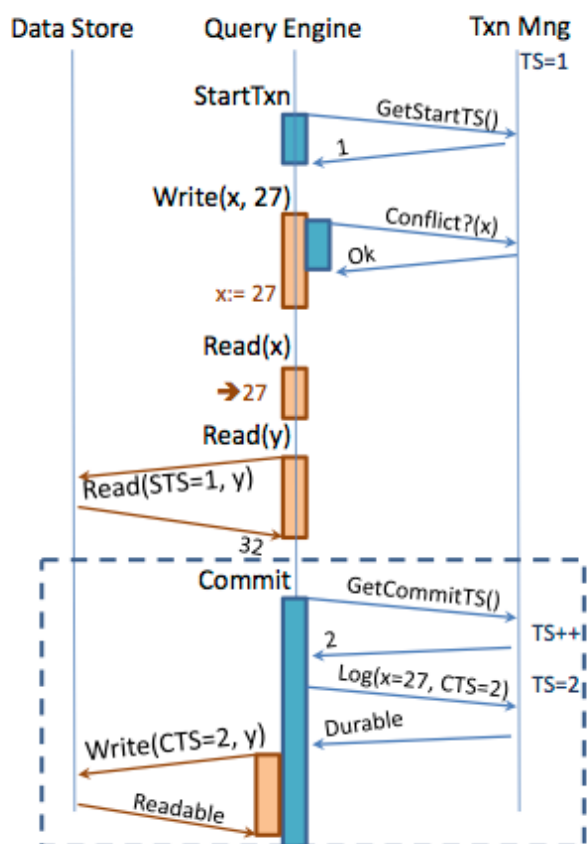 Data Store Query Engine Txn Mng
TS=1
StartTxn
GetStartTS()
1
Write(x, 27)
Conflict?(x)
Ok
x:= 27
Read(x)
➔27
Read(y)
Read(STS=1, y)
32
Commit
GetCommitTS()
TS++
2
Log(x=27, CTS=2)
TS=2
Durable
Write(CTS=2, y)
Readable